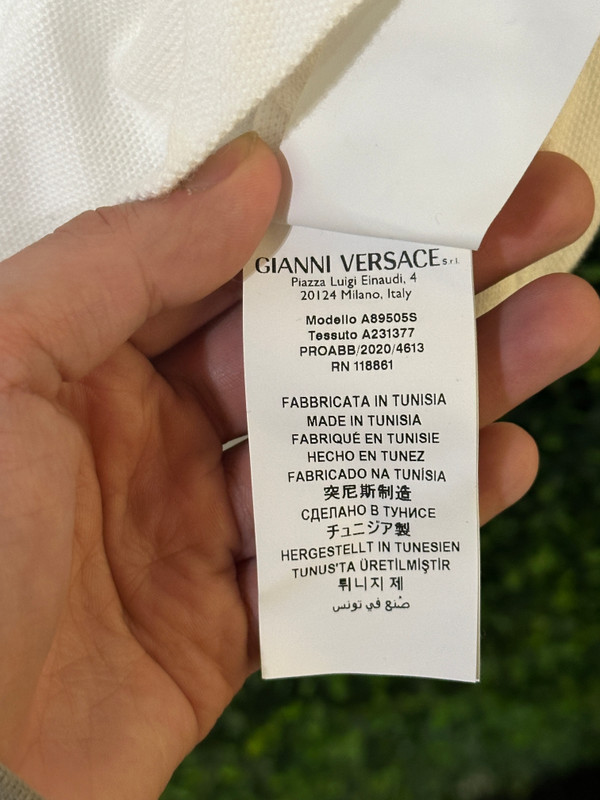 GIANNI VERSACE S.r.l.
Piazza Luigi Einaudi, 4
20124 Milano, Italy
Modello A89505S
Tessuto A231377
PROABB/2020/4613
RN 118861
FABBRICATA IN TUNISIA
MADE IN TUNISIA
FABRIQUÉ EN TUNISIE
HECHO EN TUNEZ
FABRICADO NA TUNÍSIA
突尼斯制造
СДЕЛАНО В ТУНИСЕ
チュニジア製
HERGESTELLT IN TUNESIEN
TUNUS'TA ÜRETİLMİŞTİR
튀니지 제
صُنع في تونس